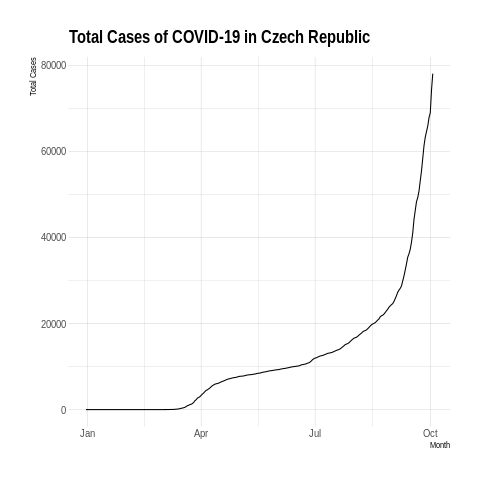 Total Cases of COVID-19 in Czech Republic
Total Cases
80000
60000
40000
20000
0
Jan Apr Jul Oct
Month